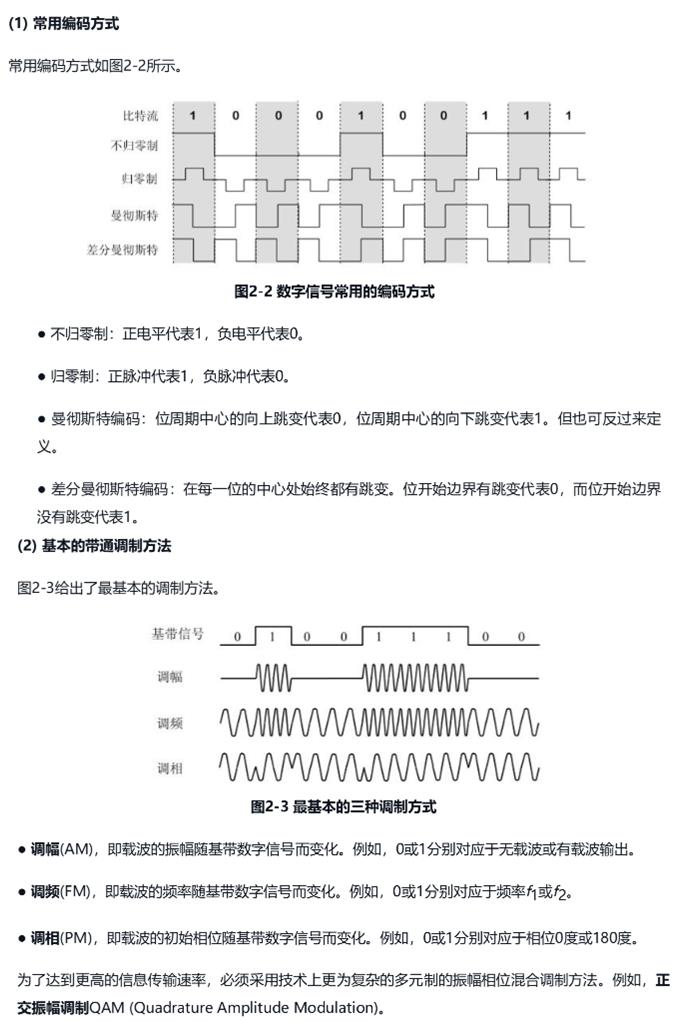 (1) 常用编码方式
常用编码方式如图2-2所示。
比特流 1 0 0 0 1 0 0 1 1 1
不归零制
归零制
曼彻斯特
差分曼彻斯特
图2-2 数字信号常用的编码方式
● 不归零制：正电平代表1，负电平代表0。
● 归零制：正脉冲代表1，负脉冲代表0。
● 曼彻斯特编码：位周期中心的向上跳变代表0，位周期中心的向下跳变代表1。但也可反过来定
义。
● 差分曼彻斯特编码：在每一位的中心处始终都有跳变。位开始边界有跳变代表0，而位开始边界
没有跳变代表1。
(2) 基本的带通调制方法
图2-3给出了最基本的调制方法。
基带信号 0 1 0 0 1 1 1 0 0
调幅
调频
调相
图2-3 最基本的三种调制方式
● 调幅(AM)，即载波的振幅随基带数字信号而变化。例如，0或1分别对应于无载波或有载波输出。
● 调频(FM)，即载波的频率随基带数字信号而变化。例如，0或1分别对应于频率f1或f2。
● 调相(PM)，即载波的初始相位随基带数字信号而变化。例如，0或1分别对应于相位0度或180度。
为了达到更高的信息传输速率，必须采用技术上更为复杂的多元制的振幅相位混合调制方法。例如，正
交振幅调制QAM (Quadrature Amplitude Modulation)。